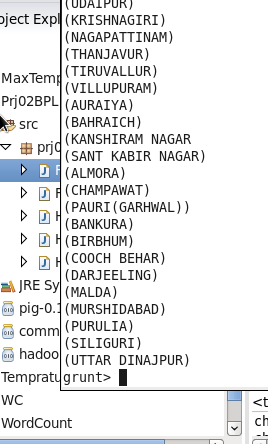 (UDAIPUR)
(KRISHNAGIRI)
(NAGAPATTINAM)
(THANJAVUR)
(TIRUVALLUR)
(VILLUPURAM)
(AURAIYA)
(BAHRAICH)
(KANSHIRAM NAGAR
(SANT KABIR NAGAR)
(ALMORA)
(CHAMPAWAT)
(PAURI(GARHWAL))
(BANKURA)
(BIRBHUM)
(COOCH BEHAR)
(DARJEELING)
(MALDA)
(MURSHIDABAD)
(PURULIA)
(SILIGURI)
(UTTAR DINAJPUR)
grunt>
oject Expl
MaxTemp
Prj02BPL
src
prj0
JRE Sy
pig-0.1
comm
hadoo
Tempratu
WC
WordCount
<t
ch